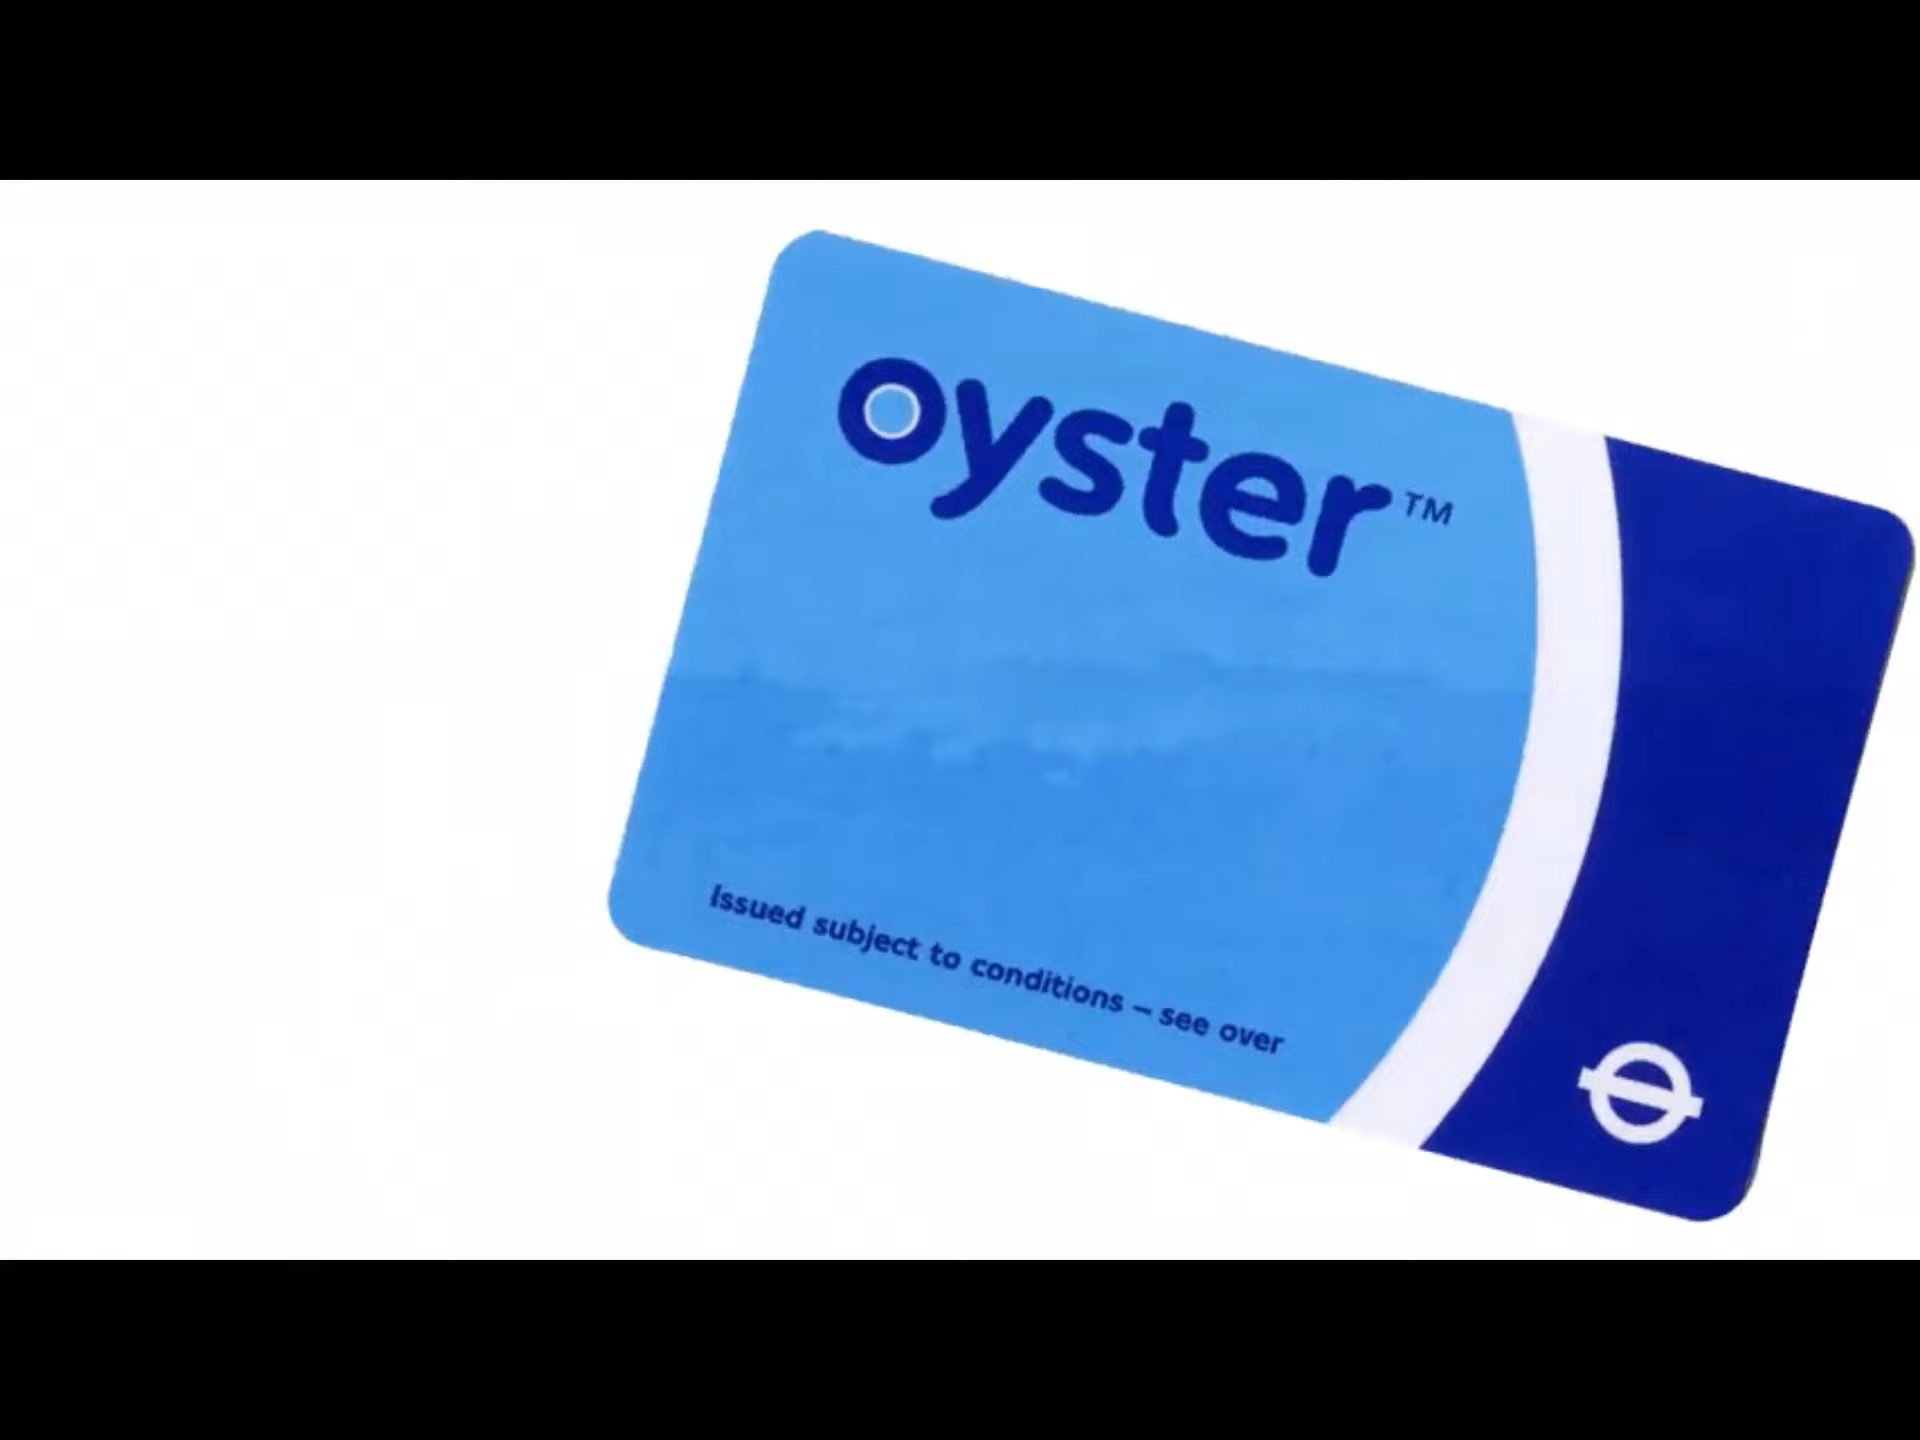 oyster™
Issued subject to conditions – see over